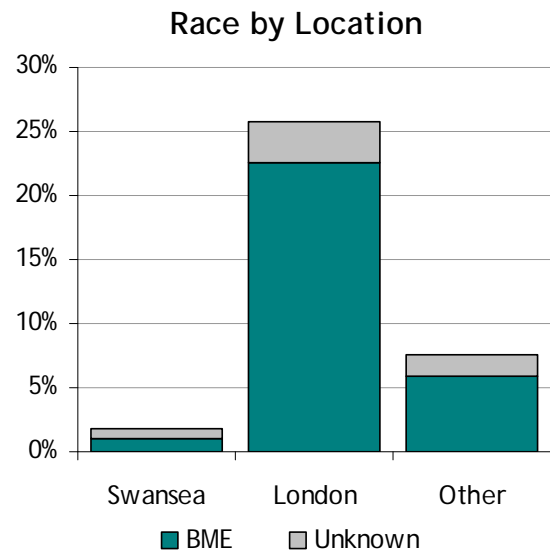 Race by Location
30%
25%
20%
15%
10%
5%
0%
Swansea London Other
BME Unknown